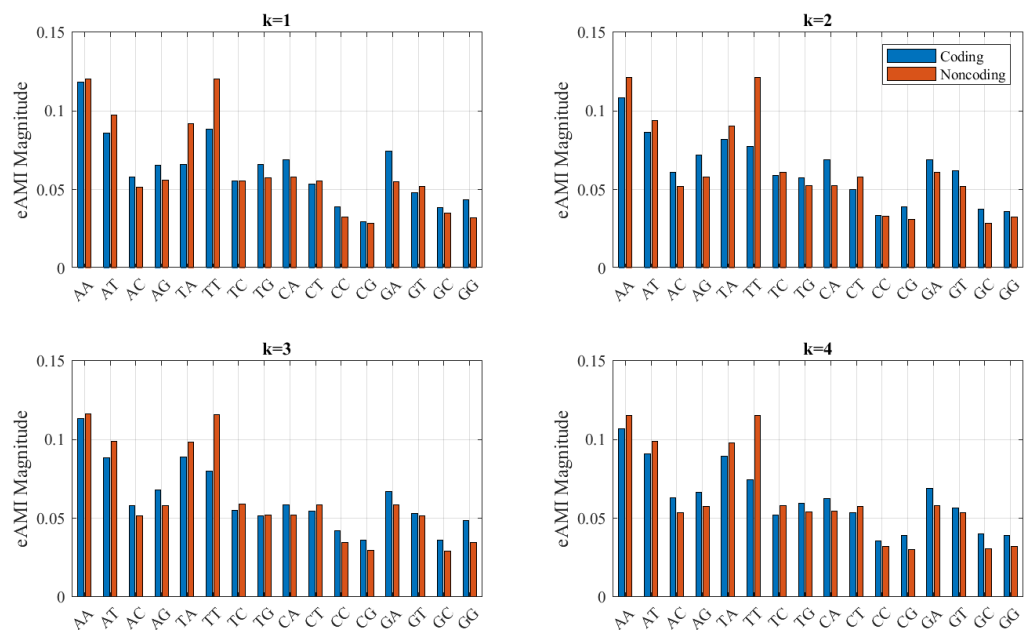 k=1
0.15
0.1
0.05
0
eAMI Magnitude
AA AT AC AG TA TT TC TG CA CT CC CG GA GT GC GG
k=2
0.15
0.1
0.05
0
eAMI Magnitude
Coding
Noncoding
AA AT AC AG TA TT TC TG CA CT CC CG GA GT GC GG
k=3
0.15
0.1
0.05
0
eAMI Magnitude
AA AT AC AG TA TT TC TG CA CT CC CG GA GT GC GG
k=4
0.15
0.1
0.05
0
eAMI Magnitude
AA AT AC AG TA TT TC TG CA CT CC CG GA GT GC GG